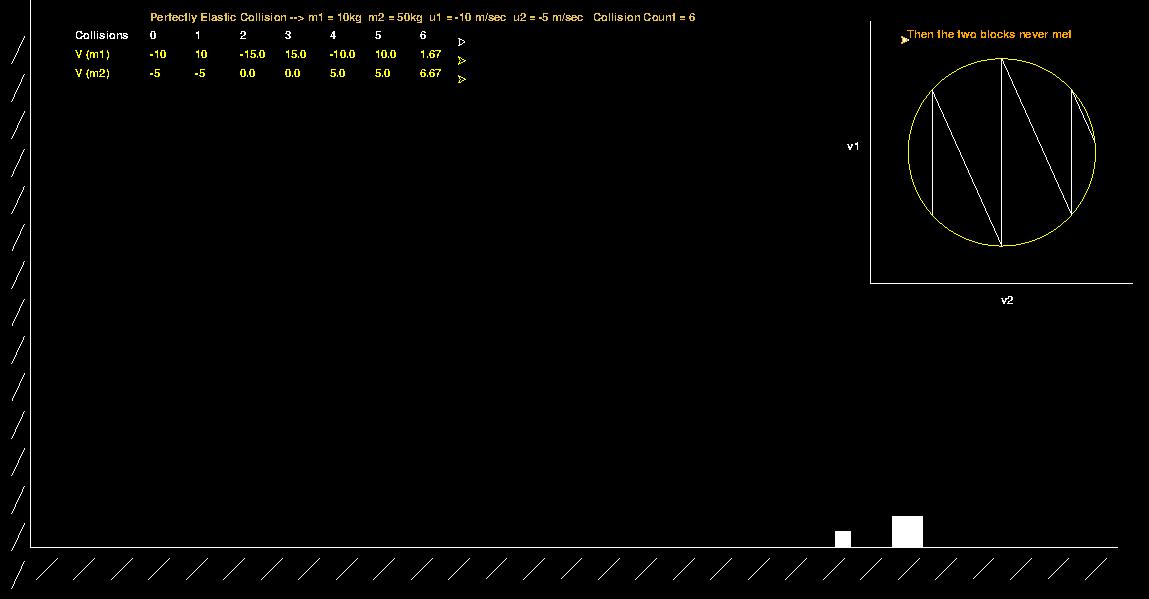 Perfectly Elastic Collision --> m1 = 10kg  m2 = 50kg  u1 = -10 m/sec  u2 = -5 m/sec   Collision Count = 6
Collisions 0 1 2 3 4 5 6
V (m1) -10 10 -15.0 15.0 -10.0 10.0 1.67
V (m2) -5 -5 0.0 0.0 5.0 5.0 6.67
Then the two blocks never met
v1
v2